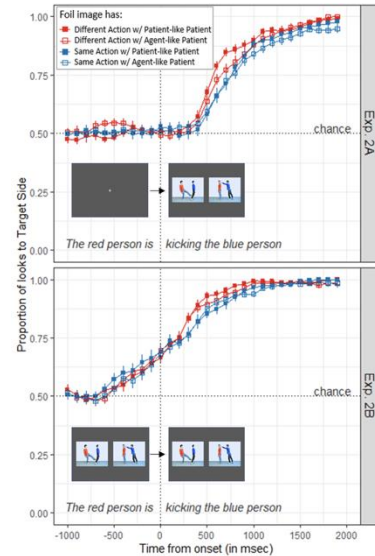 Foil image has:
Different Action w/ Patient-like Patient
Different Action w/ Agent-like Patient
Same Action w/ Patient-like Patient
Same Action w/ Agent-like Patient
1.00
0.75
0.50
0.25
0.00
chance
The red person is kicking the blue person
Exp. 2A
Proportion of looks to Target Side
1.00
0.75
0.50
0.25
0.00
chance
The red person is kicking the blue person
Exp. 2B
-1000 -500 0 500 1000 1500 2000
Time from onset (in msec)